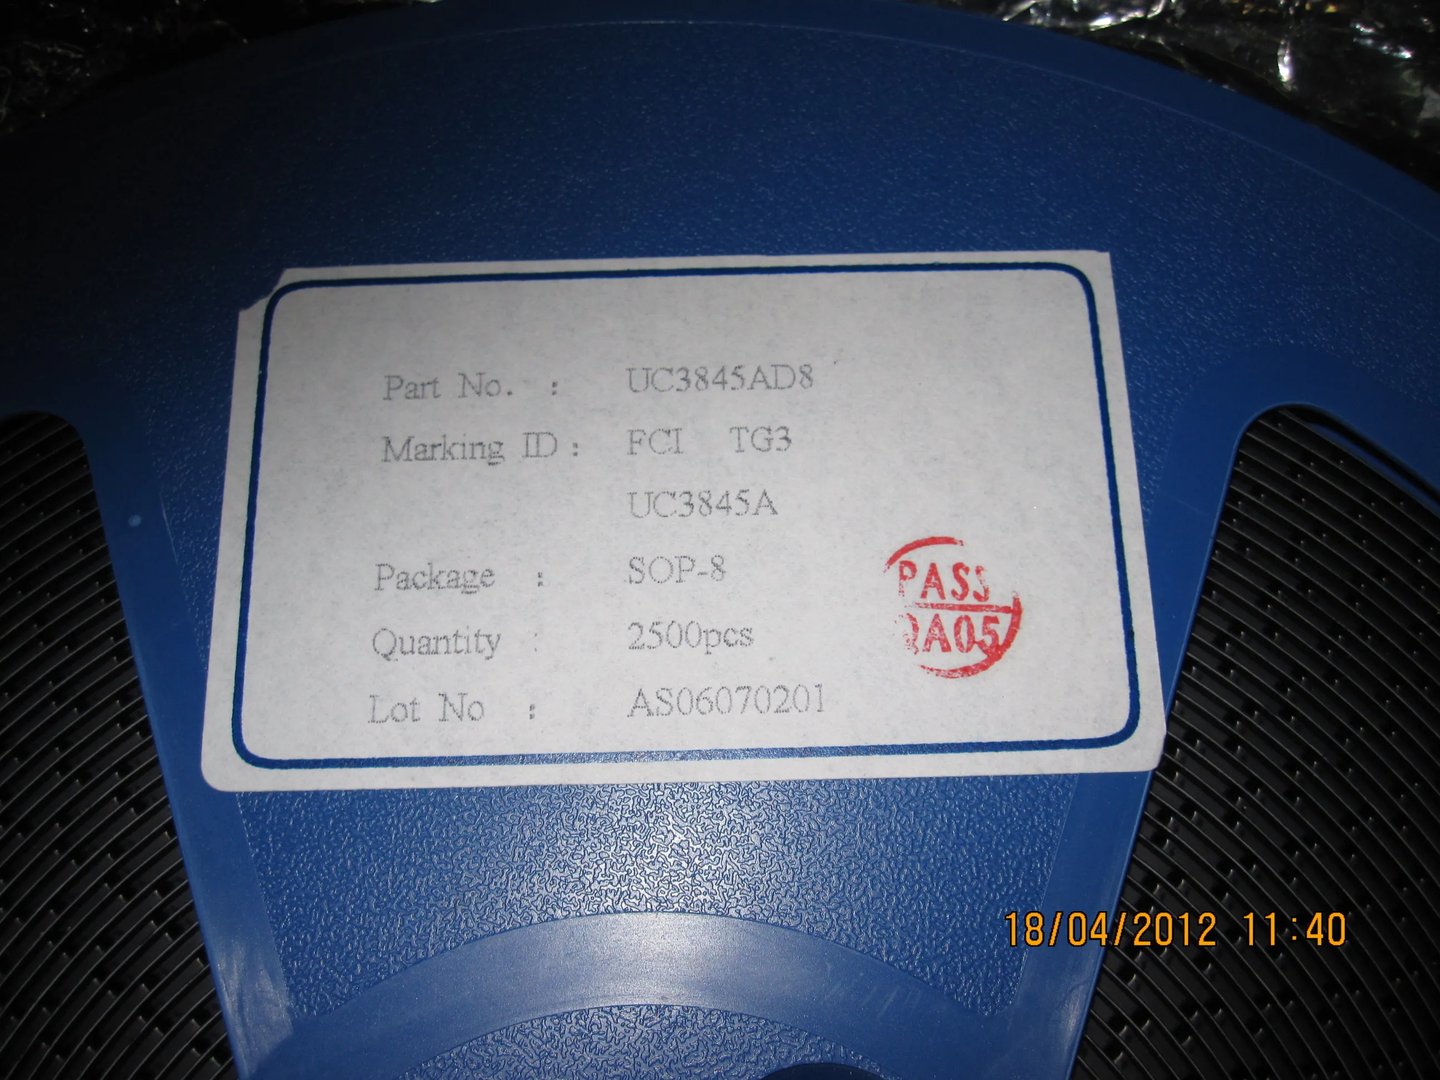 Part No. : UC3845AD8
Marking ID : FCI TG3
UC3845A
Package : SOP-8
Quantity : 2500pcs
Lot No : AS06070201
PASS
QA05
18/04/2012 11:40